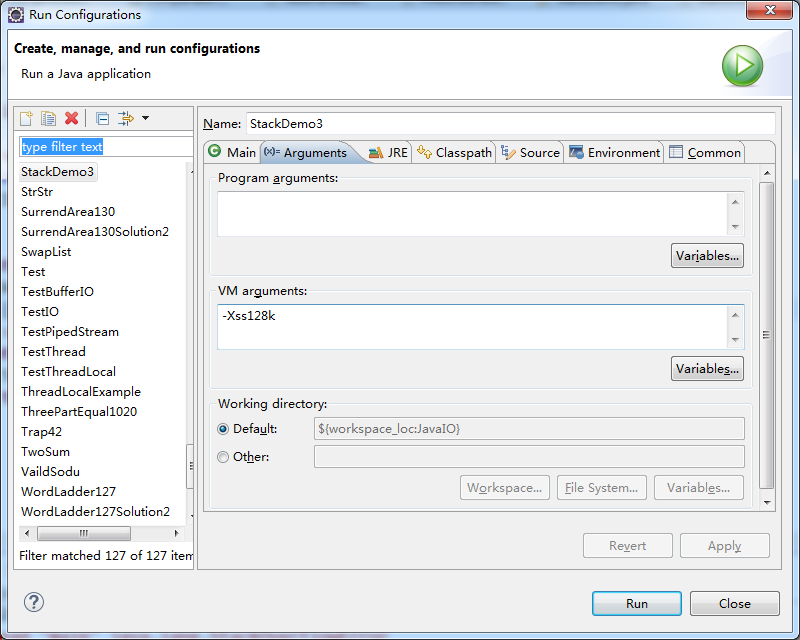 Run Configurations
Create, manage, and run configurations
Run a Java application
type filter text
StackDemo3
StrStr
SurrendArea130
SurrendArea130Solution2
SwapList
Test
TestBufferIO
TestIO
TestPipedStream
TestThread
TestThreadLocal
ThreadLocalExample
ThreePartEqual1020
Trap42
TwoSum
VaildSodu
WordLadder127
WordLadder127Solution2
Filter matched 127 of 127 item
Name: StackDemo3
Main (x)= Arguments JRE Classpath Source Environment Common
Program arguments:
Variables...
VM arguments:
-Xss128k
Variables...
Working directory:
Default: ${workspace_loc:JavaIO}
Other:
Workspace... File System... Variables...
Revert Apply
? Run Close